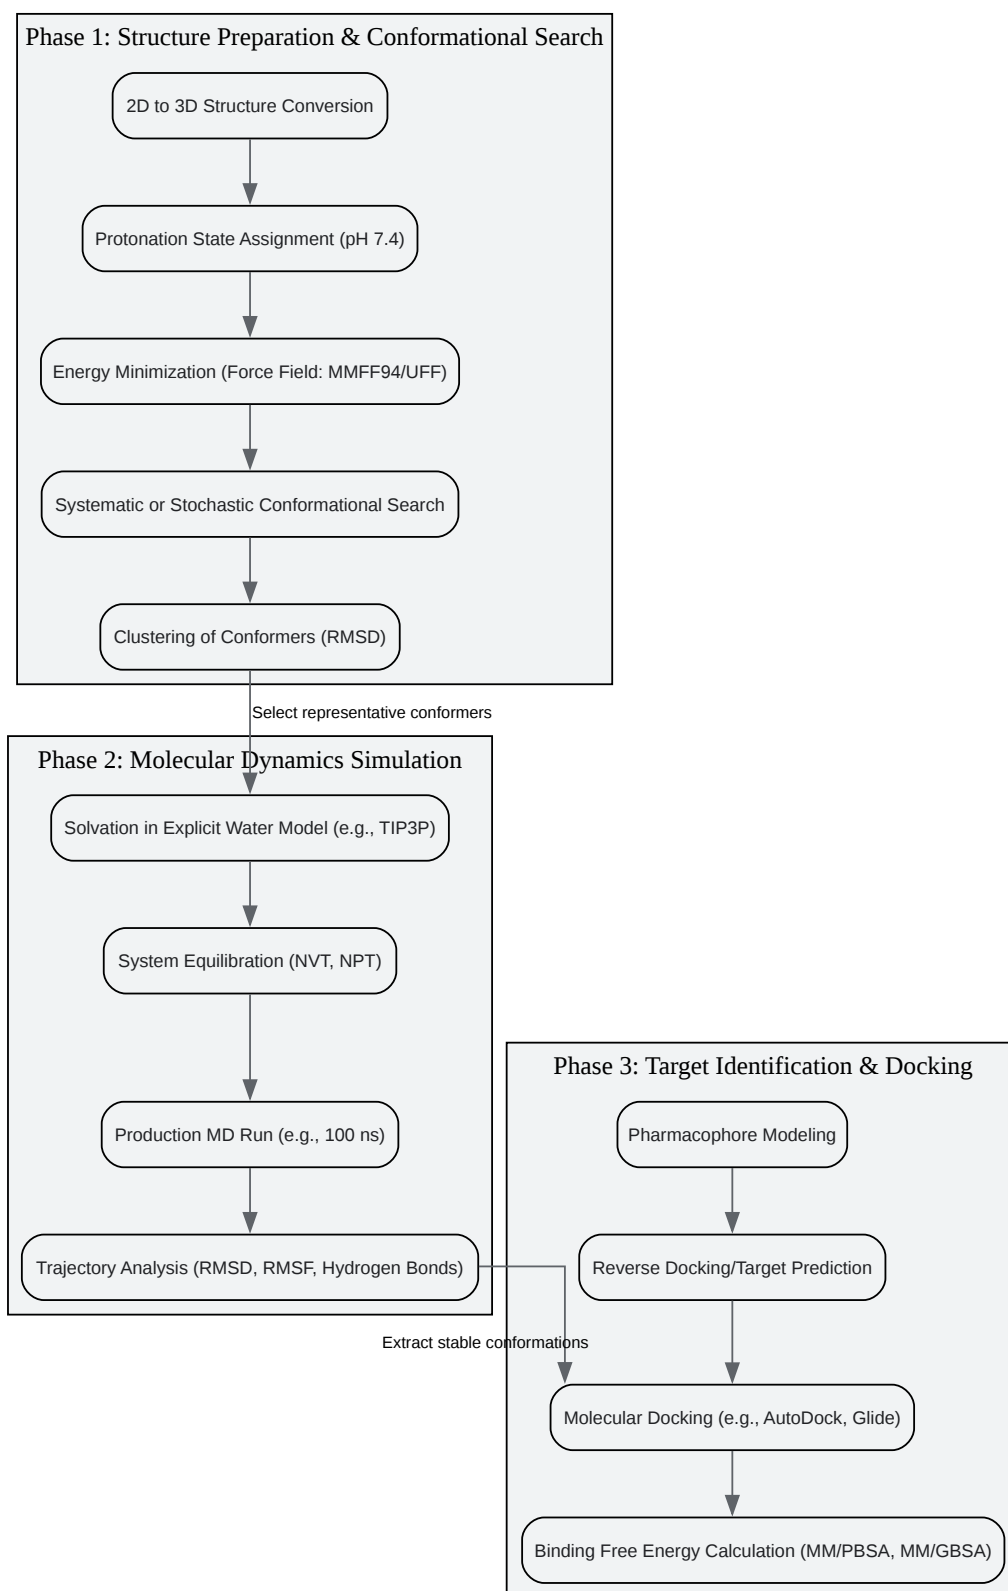 Phase 1: Structure Preparation & Conformational Search
2D to 3D Structure Conversion
Protonation State Assignment (pH 7.4)
Energy Minimization (Force Field: MMFF94/UFF)
Systematic or Stochastic Conformational Search
Clustering of Conformers (RMSD)
Select representative conformers
Phase 2: Molecular Dynamics Simulation
Solvation in Explicit Water Model (e.g., TIP3P)
System Equilibration (NVT, NPT)
Production MD Run (e.g., 100 ns)
Trajectory Analysis (RMSD, RMSF, Hydrogen Bonds)
Extract stable conformations
Phase 3: Target Identification & Docking
Pharmacophore Modeling
Reverse Docking/Target Prediction
Molecular Docking (e.g., AutoDock, Glide)
Binding Free Energy Calculation (MM/PBSA, MM/GBSA)